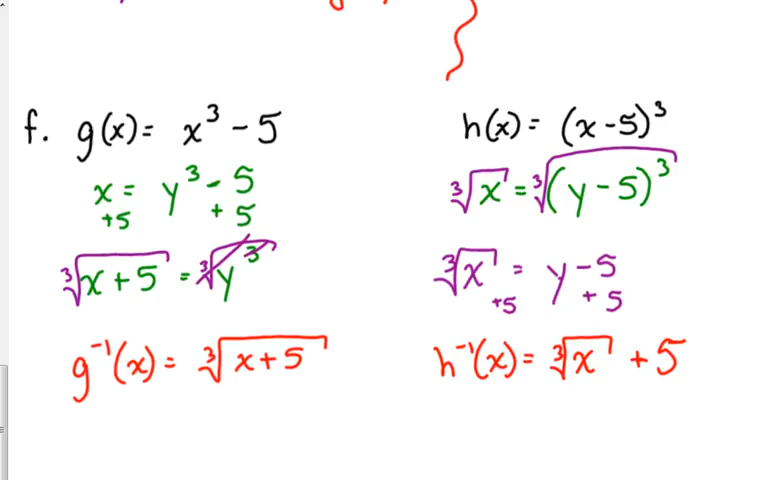 f. g(x) = x³ - 5
x = y³ - 5
+5 + 5
∛(x + 5) = ∛y³
g⁻¹(x) = ∛(x + 5)
h(x) = (x - 5)³
∛x = ∛(y - 5)³
∛x = y - 5
+5 + 5
h⁻¹(x) = ∛x + 5